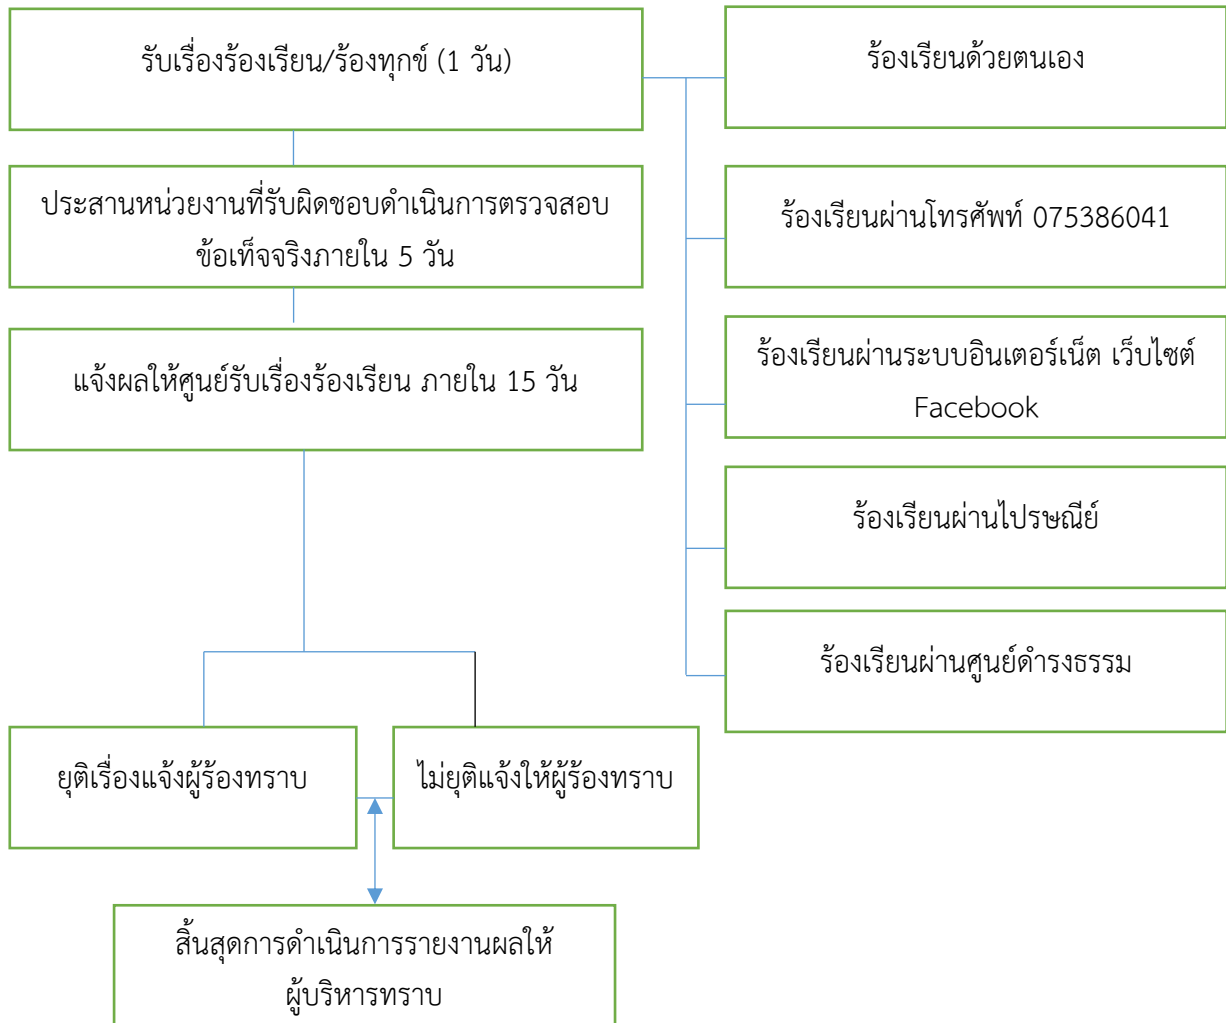 รับเรื่องร้องเรียน/ร้องทุกข์ (1 วัน)
ประสานหน่วยงานที่รับผิดชอบดำเนินการตรวจสอบ
ข้อเท็จจริงภายใน 5 วัน
แจ้งผลให้ศูนย์รับเรื่องร้องเรียน ภายใน 15 วัน
ร้องเรียนด้วยตนเอง
ร้องเรียนผ่านโทรศัพท์ 075386041
ร้องเรียนผ่านระบบอินเตอร์เน็ต เว็บไซต์
Facebook
ร้องเรียนผ่านไปรษณีย์
ร้องเรียนผ่านศูนย์ดำรงธรรม
ยุติเรื่องแจ้งผู้ร้องทราบ
ไม่ยุติแจ้งให้ผู้ร้องทราบ
สิ้นสุดการดำเนินการรายงานผลให้
ผู้บริหารทราบ